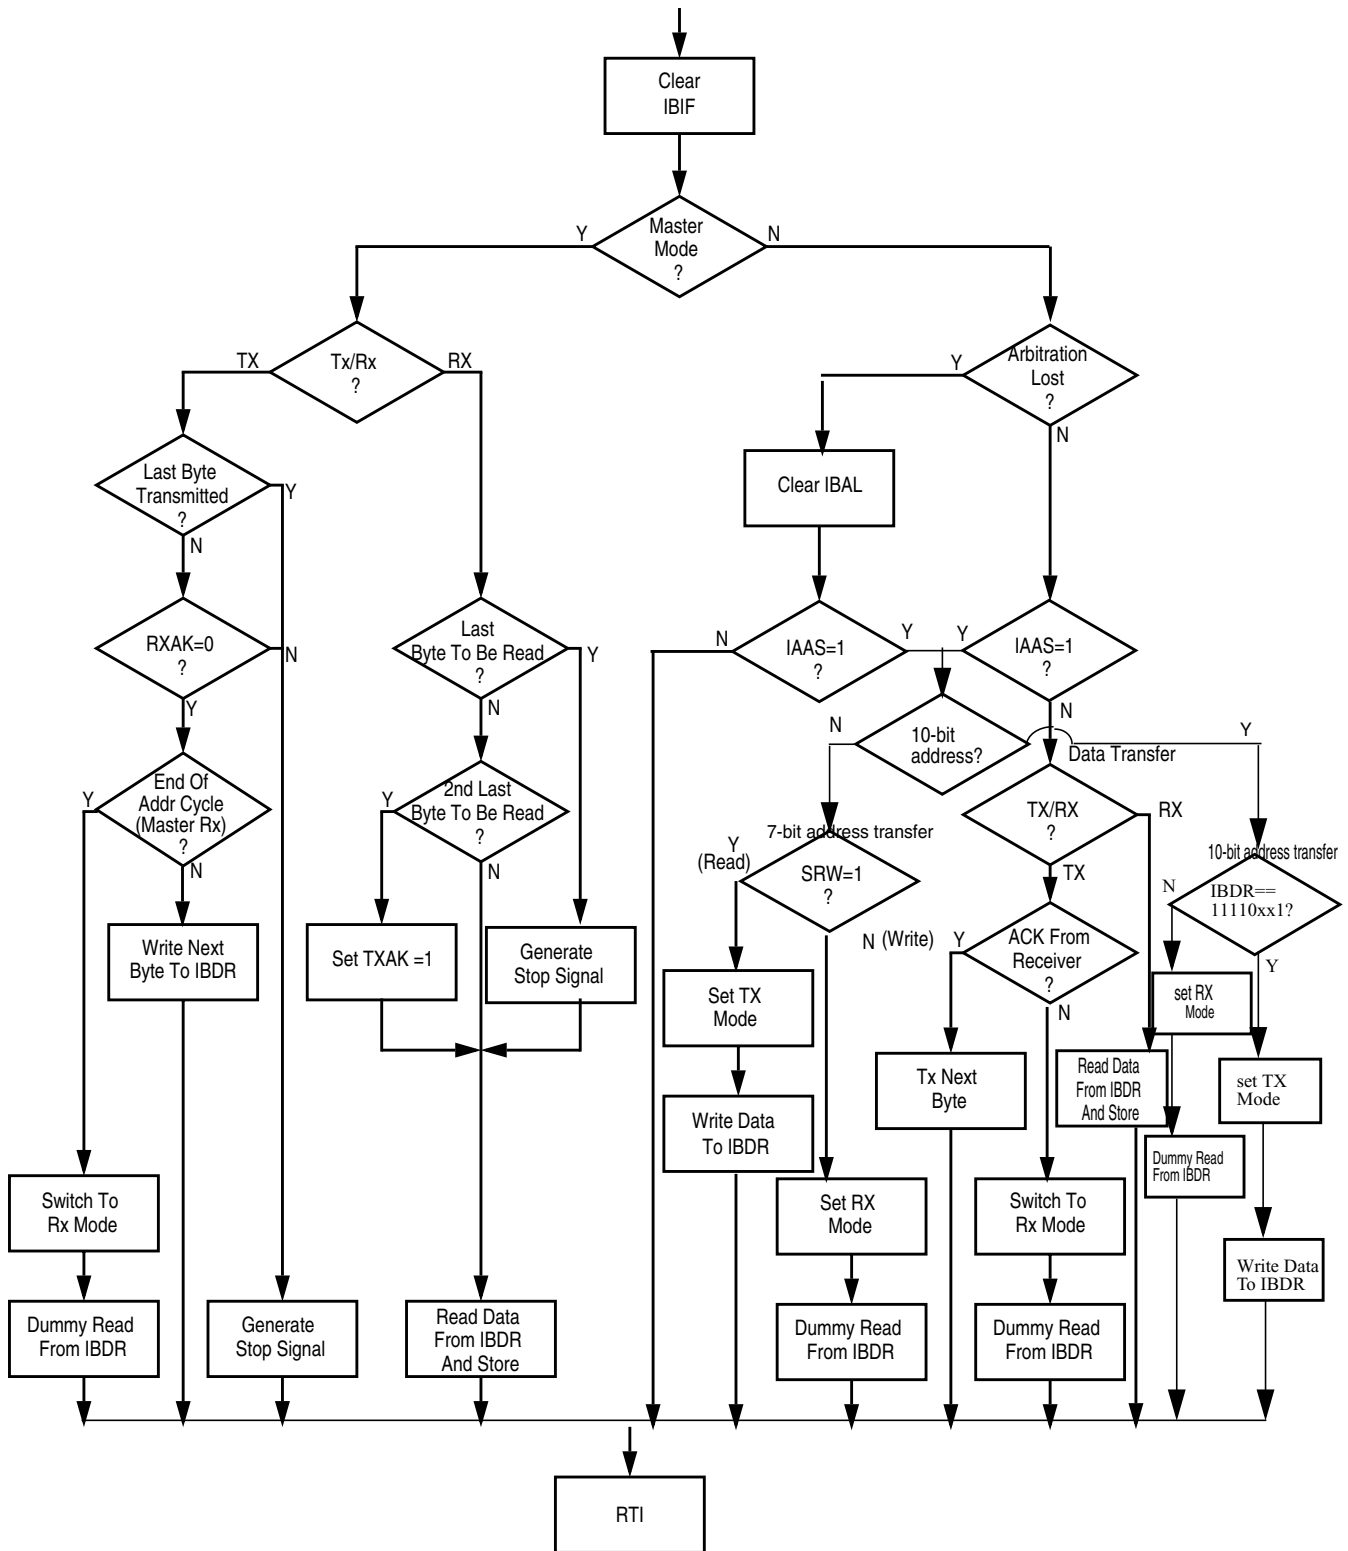 Clear
IBIF
Master
Mode
?
Y
N
Tx/Rx
?
TX
RX
Arbitration
Lost
?
Y
N
Last Byte
Transmitted
?
Y
N
Clear IBAL
RXAK=0
?
N
Y
Last
Byte To Be Read
?
Y
N
IAAS=1
?
N
Y
IAAS=1
?
Y
N
10-bit
address?
N
Y
Data Transfer
End Of
Addr Cycle
(Master Rx)
?
Y
N
2nd Last
Byte To Be Read
?
Y
N
7-bit address transfer
Y
(Read)
SRW=1
?
N (Write)
TX/RX
?
RX
TX
10-bit address transfer
IBDR==
11110xx1?
N
Y
ACK From
Receiver
?
Y
N
Write Next
Byte To IBDR
Set TXAK =1
Generate
Stop Signal
Set TX
Mode
set RX
Mode
Tx Next
Byte
Read Data
From IBDR
And Store
set TX
Mode
Write Data
To IBDR
Dummy Read
From IBDR
Switch To
Rx Mode
Set RX
Mode
Switch To
Rx Mode
Write Data
To IBDR
Dummy Read
From IBDR
Generate
Stop Signal
Read Data
From IBDR
And Store
Dummy Read
From IBDR
Dummy Read
From IBDR
RTI